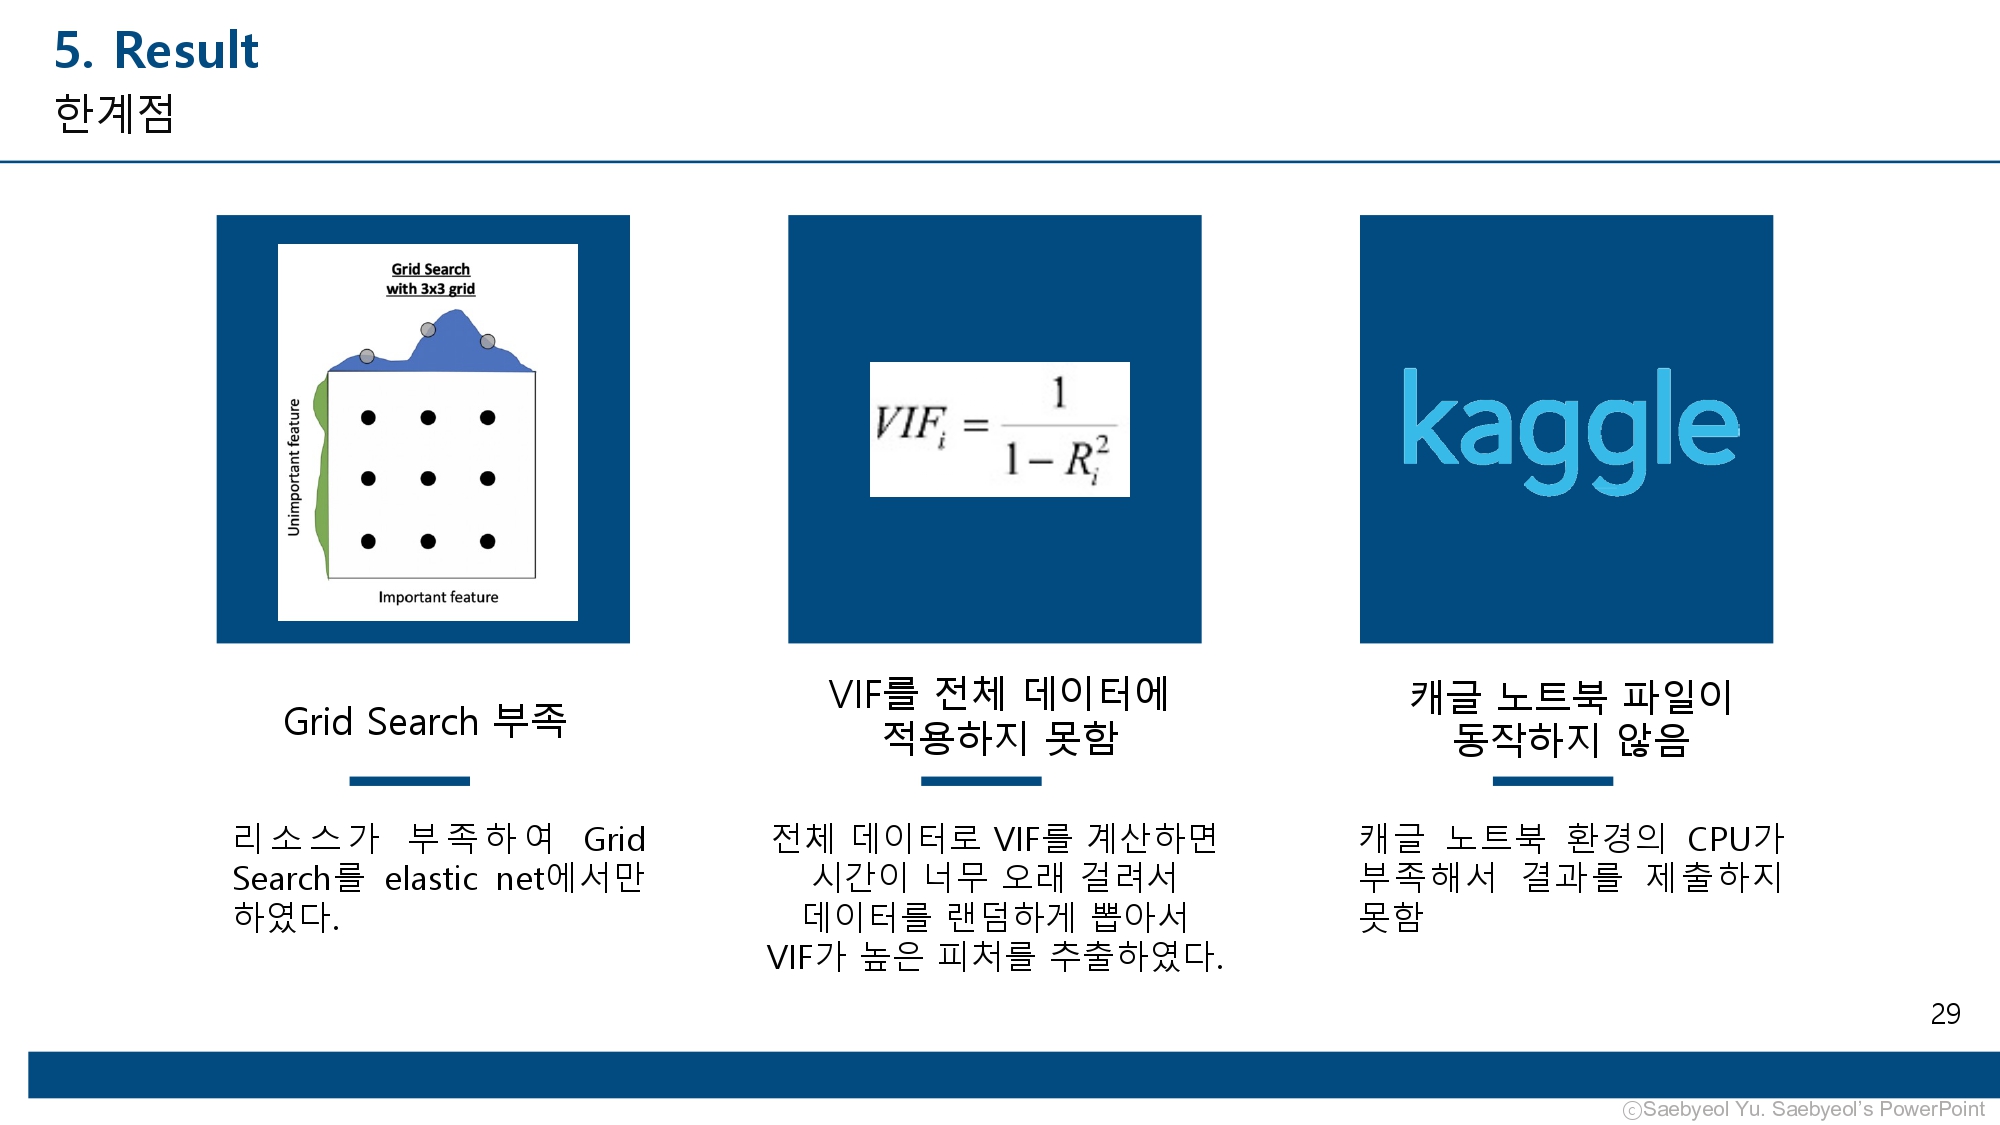 5. Result
한계점
Grid Search
with 3x3 grid
Unimportant feature
Important feature
Grid Search 부족
리소스가 부족하여 Grid
Search를 elastic net에서만
하였다.
VIFᵢ = 1 / (1 − Rᵢ²)
VIF를 전체 데이터에
적용하지 못함
전체 데이터로 VIF를 계산하면
시간이 너무 오래 걸려서
데이터를 랜덤하게 뽑아서
VIF가 높은 피처를 추출하였다.
kaggle
캐글 노트북 파일이
동작하지 않음
캐글 노트북 환경의 CPU가
부족해서 결과를 제출하지
못함
29
ⓒSaebyeol Yu. Saebyeol’s PowerPoint